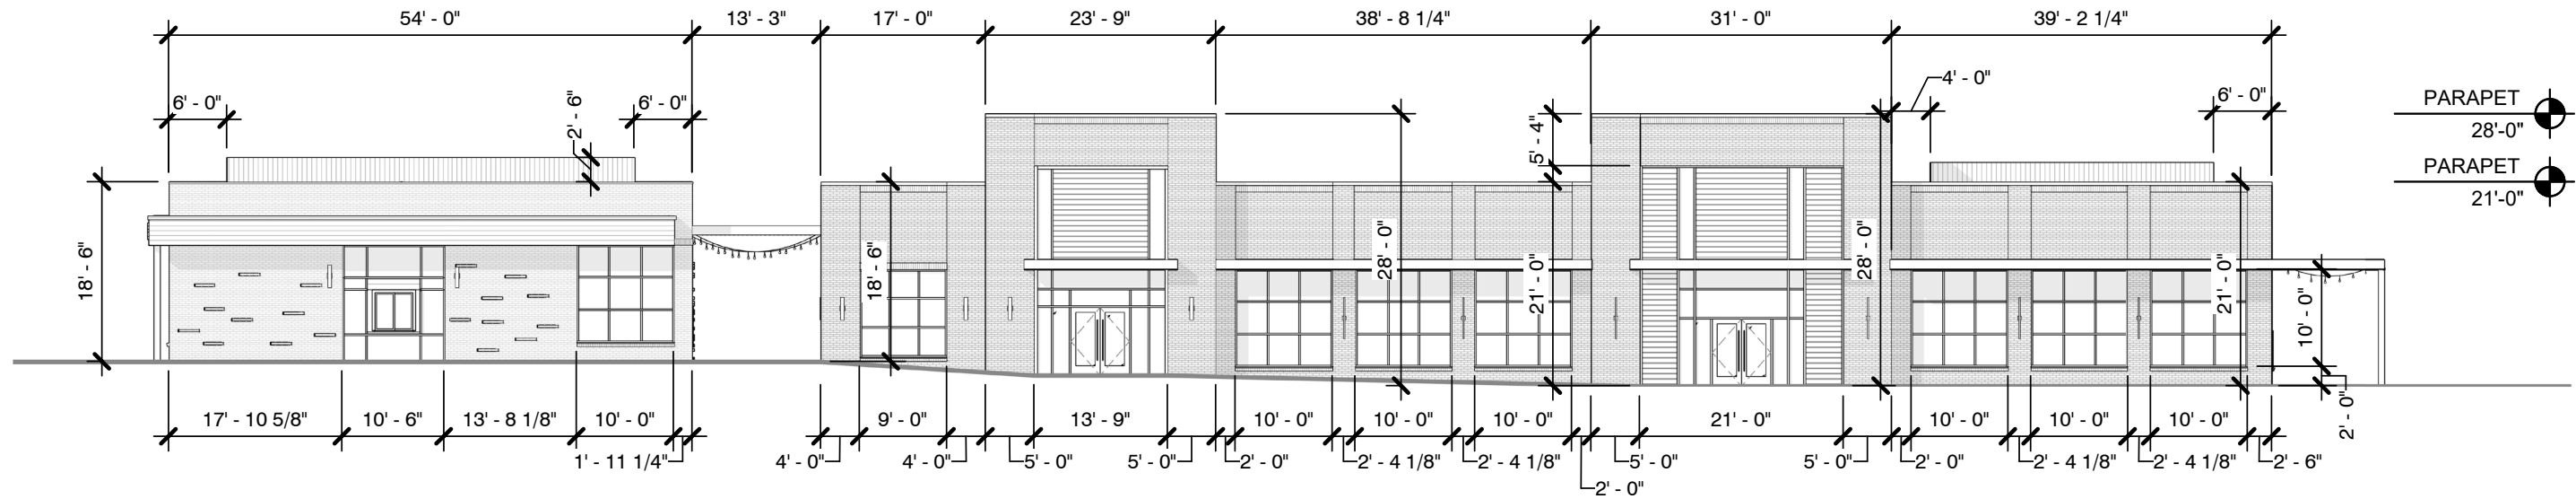 54' - 0"
13' - 3"
17' - 0"
23' - 9"
38' - 8 1/4"
31' - 0"
39' - 2 1/4"
6' - 0"
2' - 6"
6' - 0"
5' - 4"
4' - 0"
6' - 0"
PARAPET
28'-0"
PARAPET
21'-0"
18' - 6"
18' - 6"
28' - 0"
21' - 0"
28' - 0"
21' - 0"
10' - 0"
2' - 0"
17' - 10 5/8"
10' - 6"
13' - 8 1/8"
10' - 0"
9' - 0"
13' - 9"
10' - 0"
10' - 0"
10' - 0"
21' - 0"
10' - 0"
10' - 0"
10' - 0"
1' - 11 1/4"
4' - 0"
4' - 0"
5' - 0"
5' - 0"
2' - 0"
2' - 4 1/8"
2' - 4 1/8"
5' - 0"
5' - 0"
2' - 0"
2' - 4 1/8"
2' - 4 1/8"
2' - 6"
2' - 0"